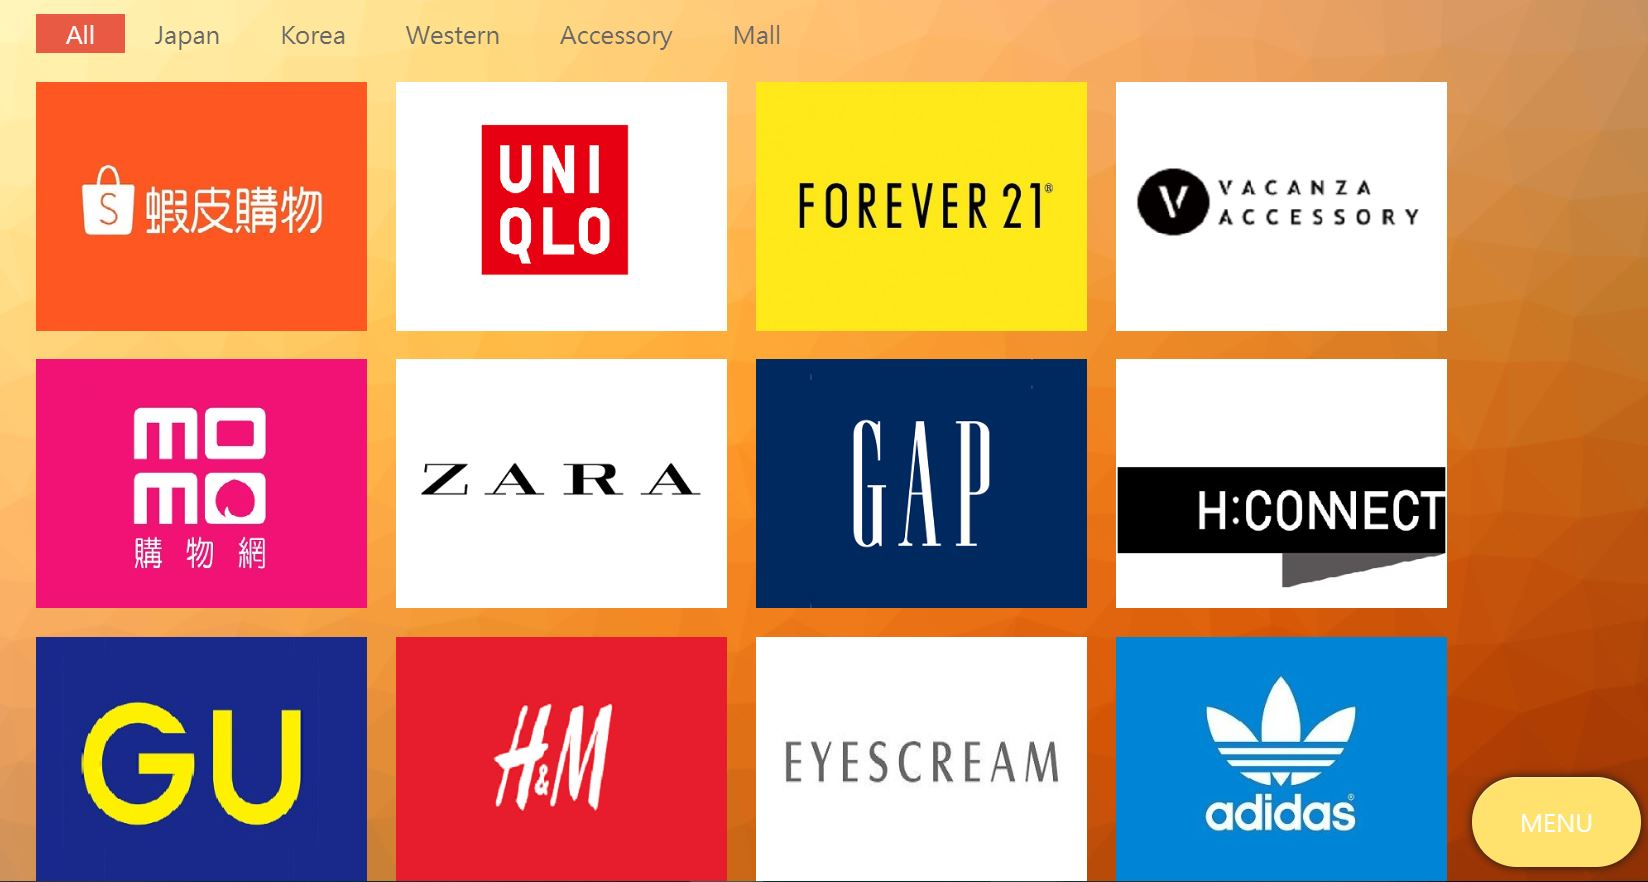 All
Japan
Korea
Western
Accessory
Mall
S 蝦皮購物
UNI
QLO
FOREVER 21®
V VACANZA
ACCESSORY
mo
mo
購物網
ZARA
GAP
H:CONNECT
GU
H&M
EYESCREAM
adidas®
MENU